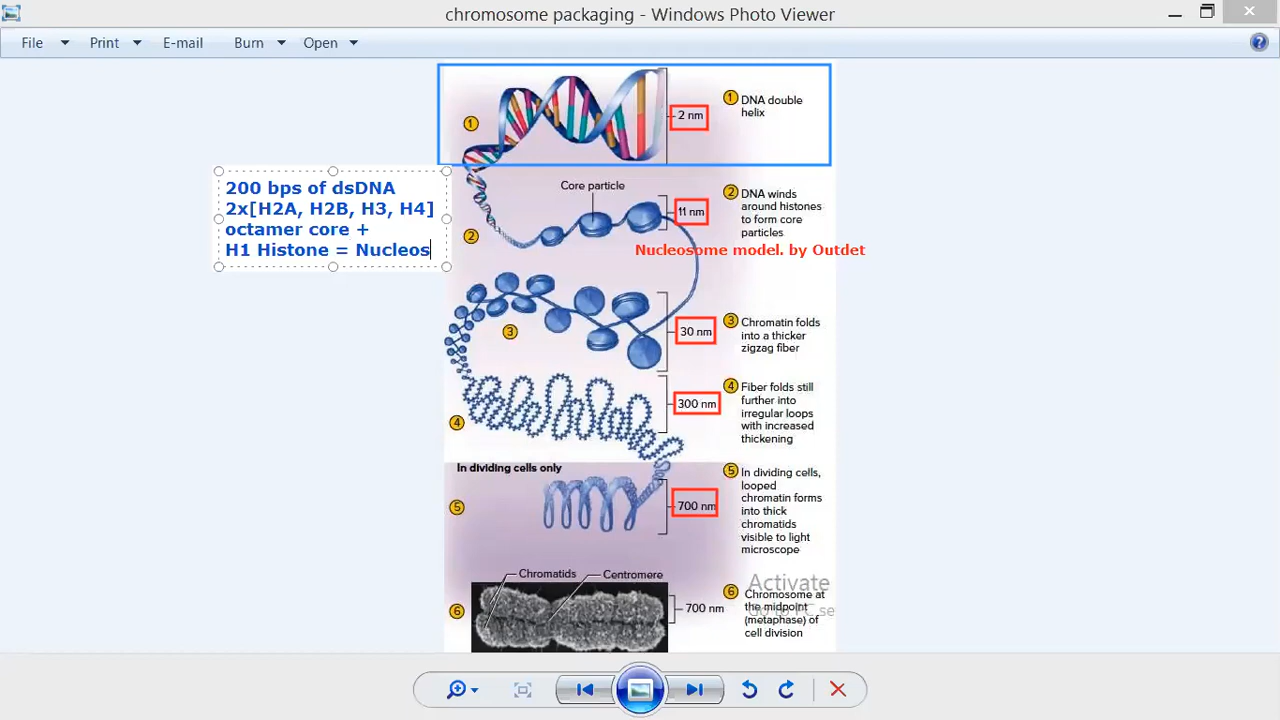 chromosome packaging - Windows Photo Viewer
File Print E-mail Burn Open
1
2 nm
1 DNA double
helix
200 bps of dsDNA
2x[H2A, H2B, H3, H4]
octamer core +
H1 Histone = Nucleos
Core particle
2
11 nm
2 DNA winds
around histones
to form core
particles
Nucleosome model. by Outdet
3
30 nm
3 Chromatin folds
into a thicker
zigzag fiber
4
300 nm
4 Fiber folds still
further into
irregular loops
with increased
thickening
In dividing cells only
5
700 nm
5 In dividing cells,
looped
chromatin forms
into thick
chromatids
visible to light
microscope
Chromatids Centromere
6
700 nm
6 Chromosome at
the midpoint
(metaphase) of
cell division
Activate
Go to PC se